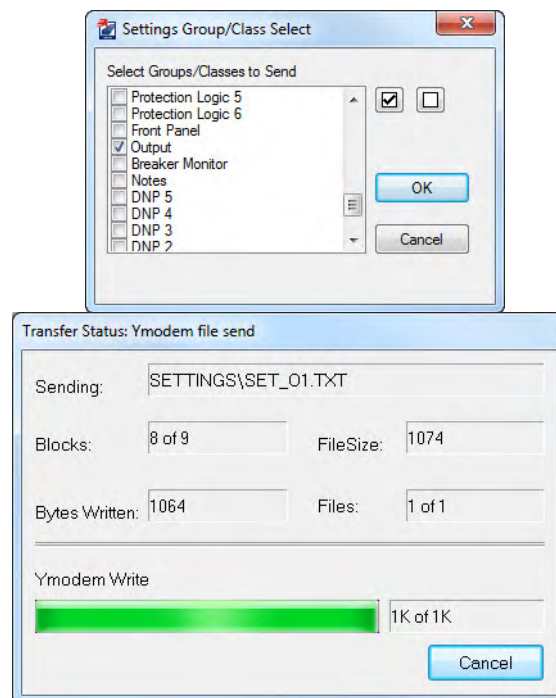 Settings Group/Class Select
Select Groups/Classes to Send
Protection Logic 5
Protection Logic 6
Front Panel
Output
Breaker Monitor
Notes
DNP 5
DNP 4
DNP 3
DNP 2
OK
Cancel
Transfer Status: Ymodem file send
Sending: SETTINGS\SET_01.TXT
Blocks: 8 of 9 FileSize: 1074
Bytes Written: 1064 Files: 1 of 1
Ymodem Write
1K of 1K
Cancel